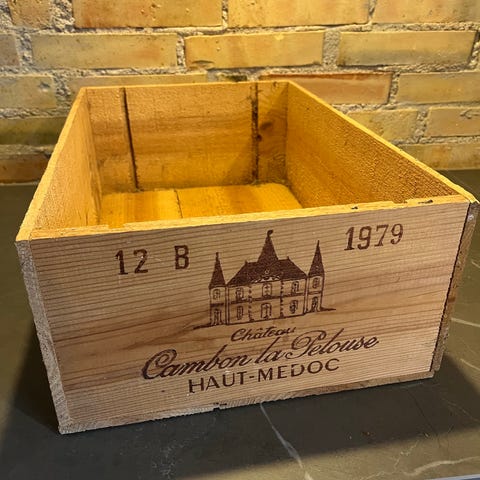 12 B 1979
Château
Cambon la Pelouse
HAUT-MEDOC